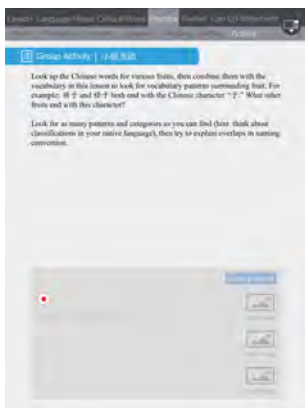 Lesson Language Notes Practice Review Can-Do Statement
Group Activity | 小组活动
Look up the Chinese words for various fruits, then combine them with the
vocabulary in this lesson to look for vocabulary patterns surrounding fruit. For
example: 桃子 and 橙子 both end with the Chinese character “子.” What other
fruits end with this character?
Look for as many patterns and categories as you can find (hint: think about
classifications in your native language), then try to explain overlaps in naming
convention.